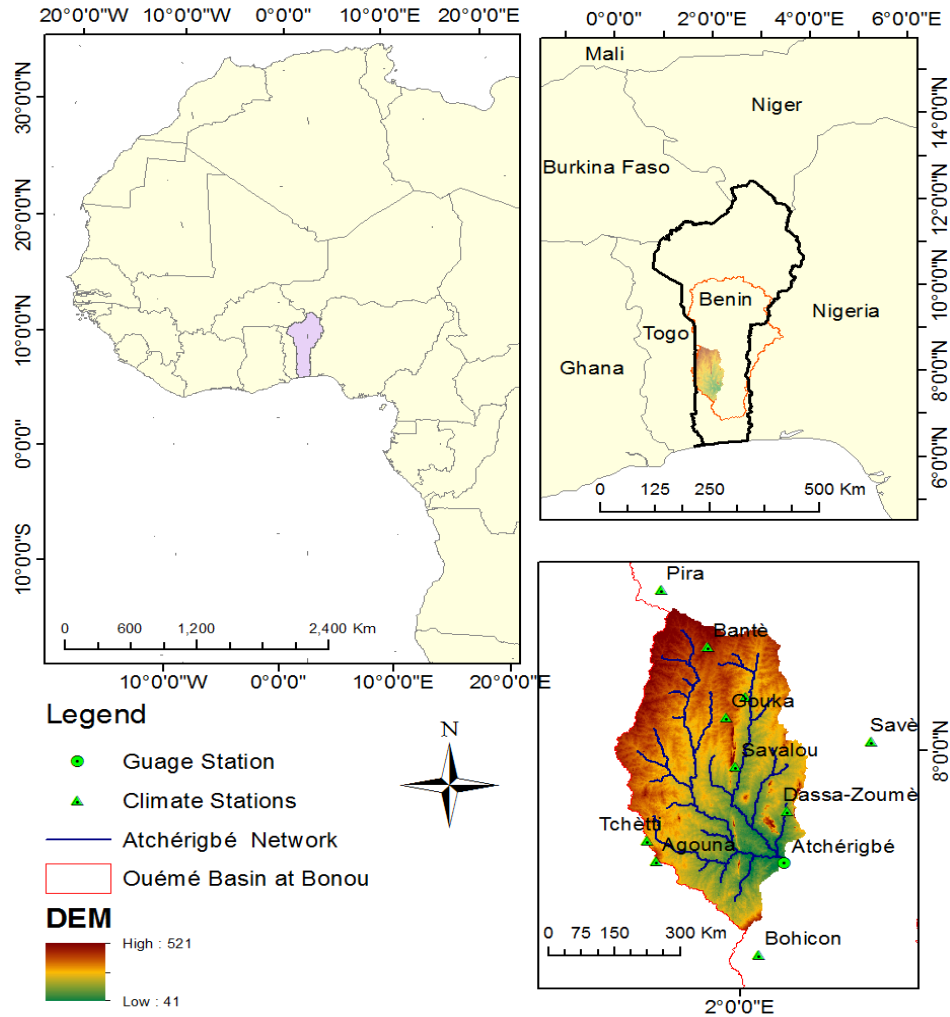 20°0'0"W 10°0'0"W 0°0'0" 10°0'0"E 20°0'0"E
30°0'0"N
20°0'0"N
10°0'0"N
0°0'0"
10°0'0"S
0 600 1,200 2,400 Km
10°0'0"W 0°0'0" 10°0'0"E 20°0'0"E
0°0'0" 2°0'0"E 4°0'0"E 6°0'0"E
Mali
Niger
Burkina Faso
Benin
Togo
Nigeria
Ghana
14°0'0"N
12°0'0"N
10°0'0"N
8°0'0"N
6°0'0"N
0 125 250 500 Km
Legend
Guage Station
Climate Stations
Atchérigbé Network
Ouémé Basin at Bonou
DEM
High : 521
Low : 41
N
Pira
Bantè
Gouka
Savè
Savalou
Dassa-Zoumè
Tchètti
Agouna
Atchérigbé
Bohicon
0 75 150 300 Km
8°0'0"N
2°0'0"E